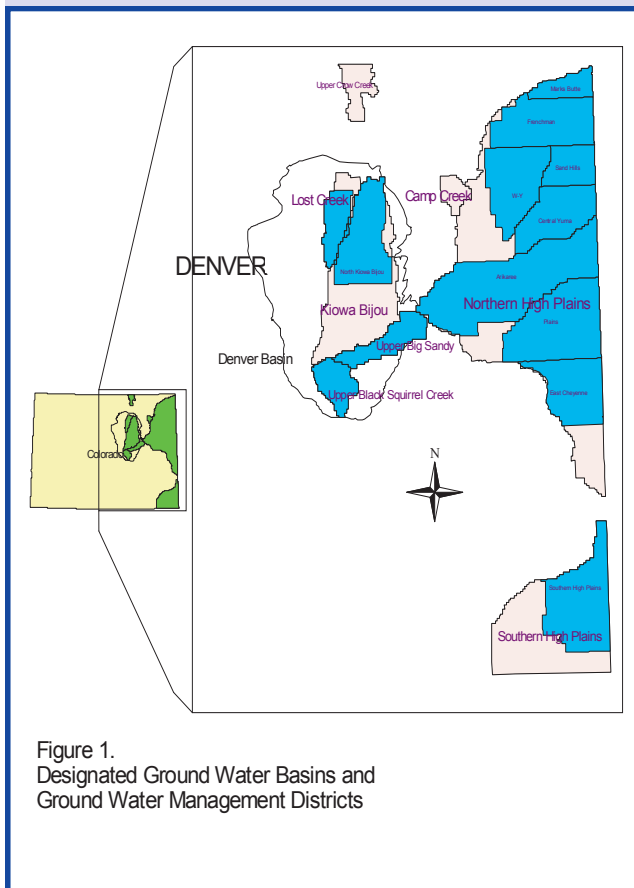 Upper Crow Creek
Marks Butte
Frenchman
Sand Hills
W-Y
Lost Creek
Camp Creek
Central Yuma
DENVER
North Kiowa Bijou
Arikaree
Kiowa Bijou
Northern High Plains
Plains
Upper Big Sandy
Denver Basin
Upper Black Squirrel Creek
East Cheyenne
Colorado
N
Southern High Plains
Southern High Plains
Figure 1.
Designated Ground Water Basins and
Ground Water Management Districts